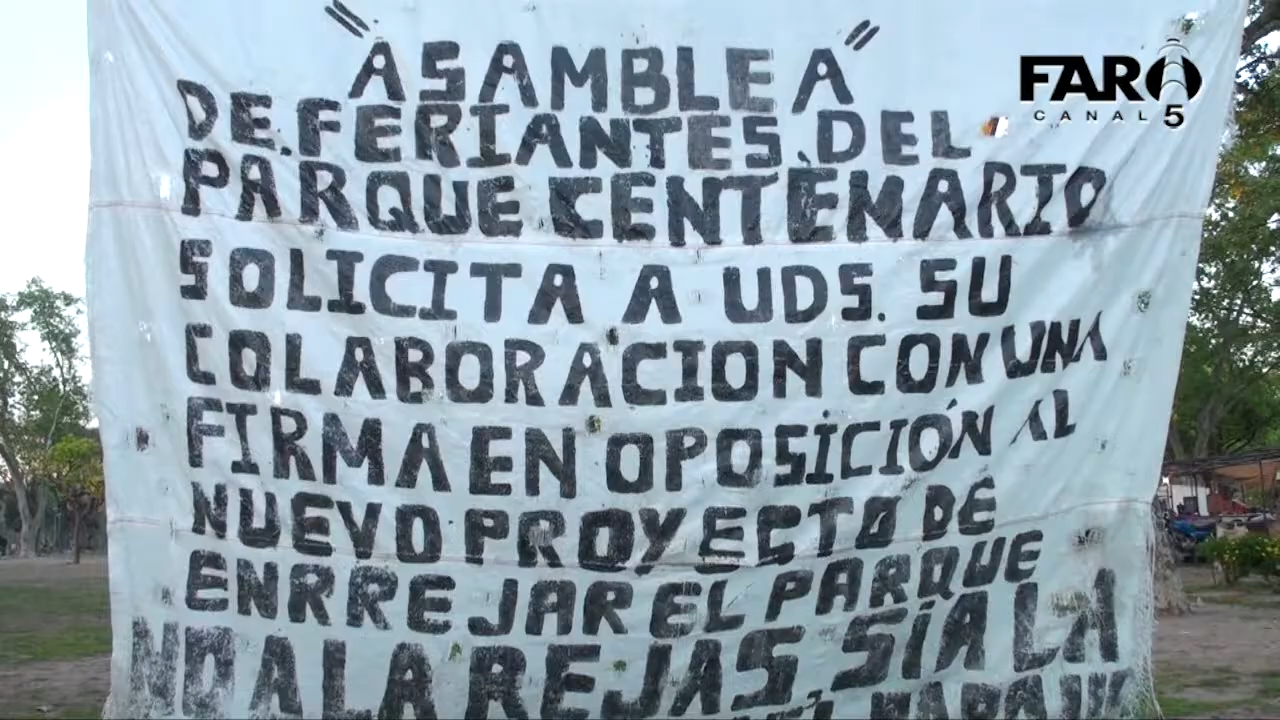 "ASAMBLEA"
DE.FERIANTES.DEL
PARQUE CENTENARIO
SOLICITA A UDS. SU
COLABORACION CON UNA
FIRMA EN OPOSICIÓN AL
NUEVO PROYECTO DE
ENRREJAR EL PARQUE
NO A LA REJAS, SI A LA
FARO
CANAL 5